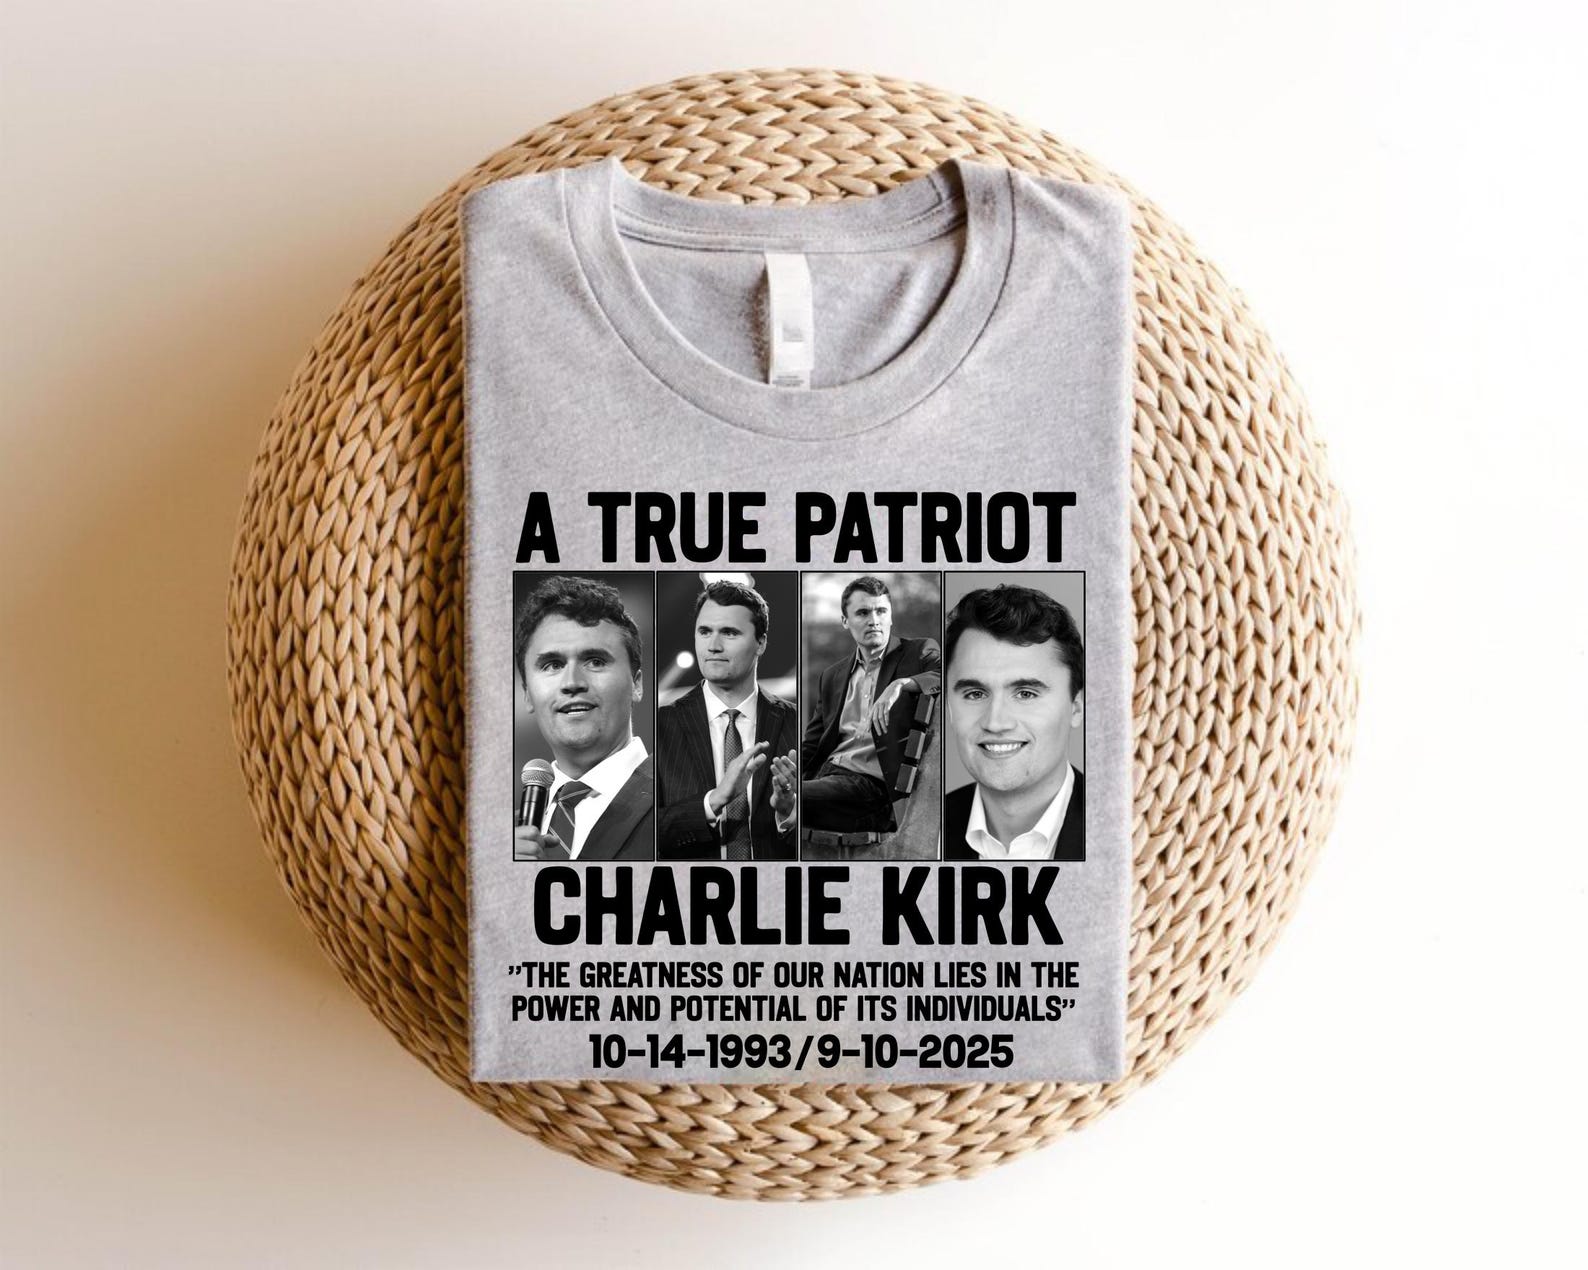 A TRUE PATRIOT
CHARLIE KIRK
”THE GREATNESS OF OUR NATION LIES IN THE
POWER AND POTENTIAL OF ITS INDIVIDUALS”
10-14-1993/9-10-2025